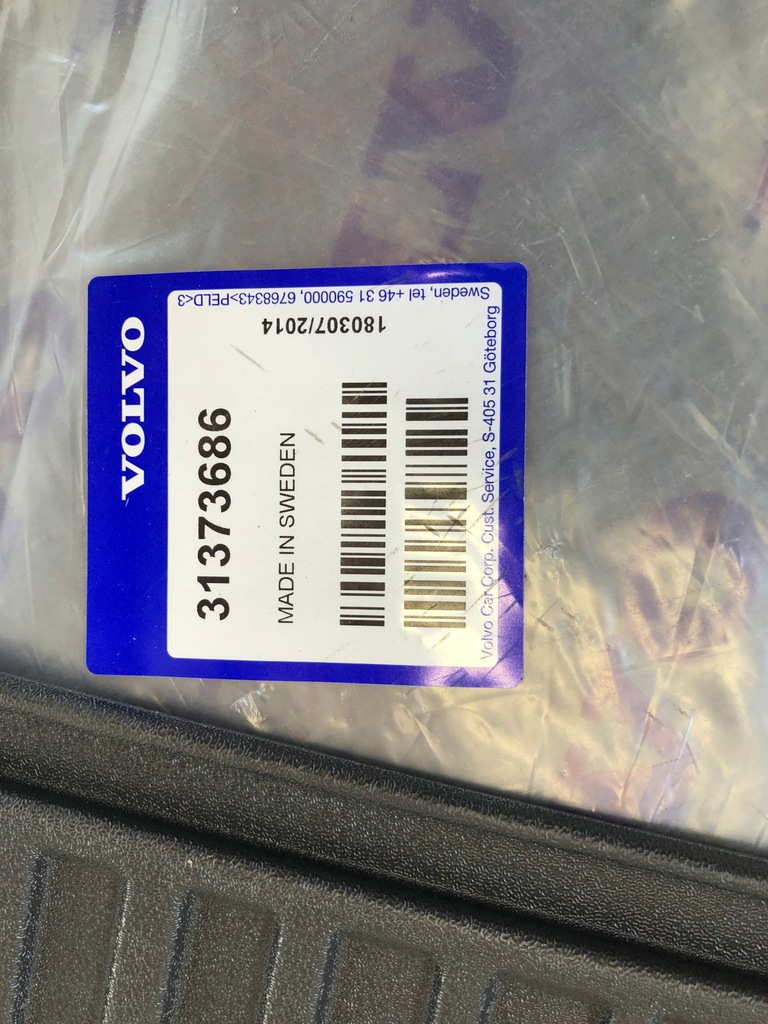 VOLVO
31373686
MADE IN SWEDEN
180307/2014
Volvo Car Corp. Cust. Service, S-405 31 Göteborg
Sweden, tel +46 31 590000, 6768343>PELD<3